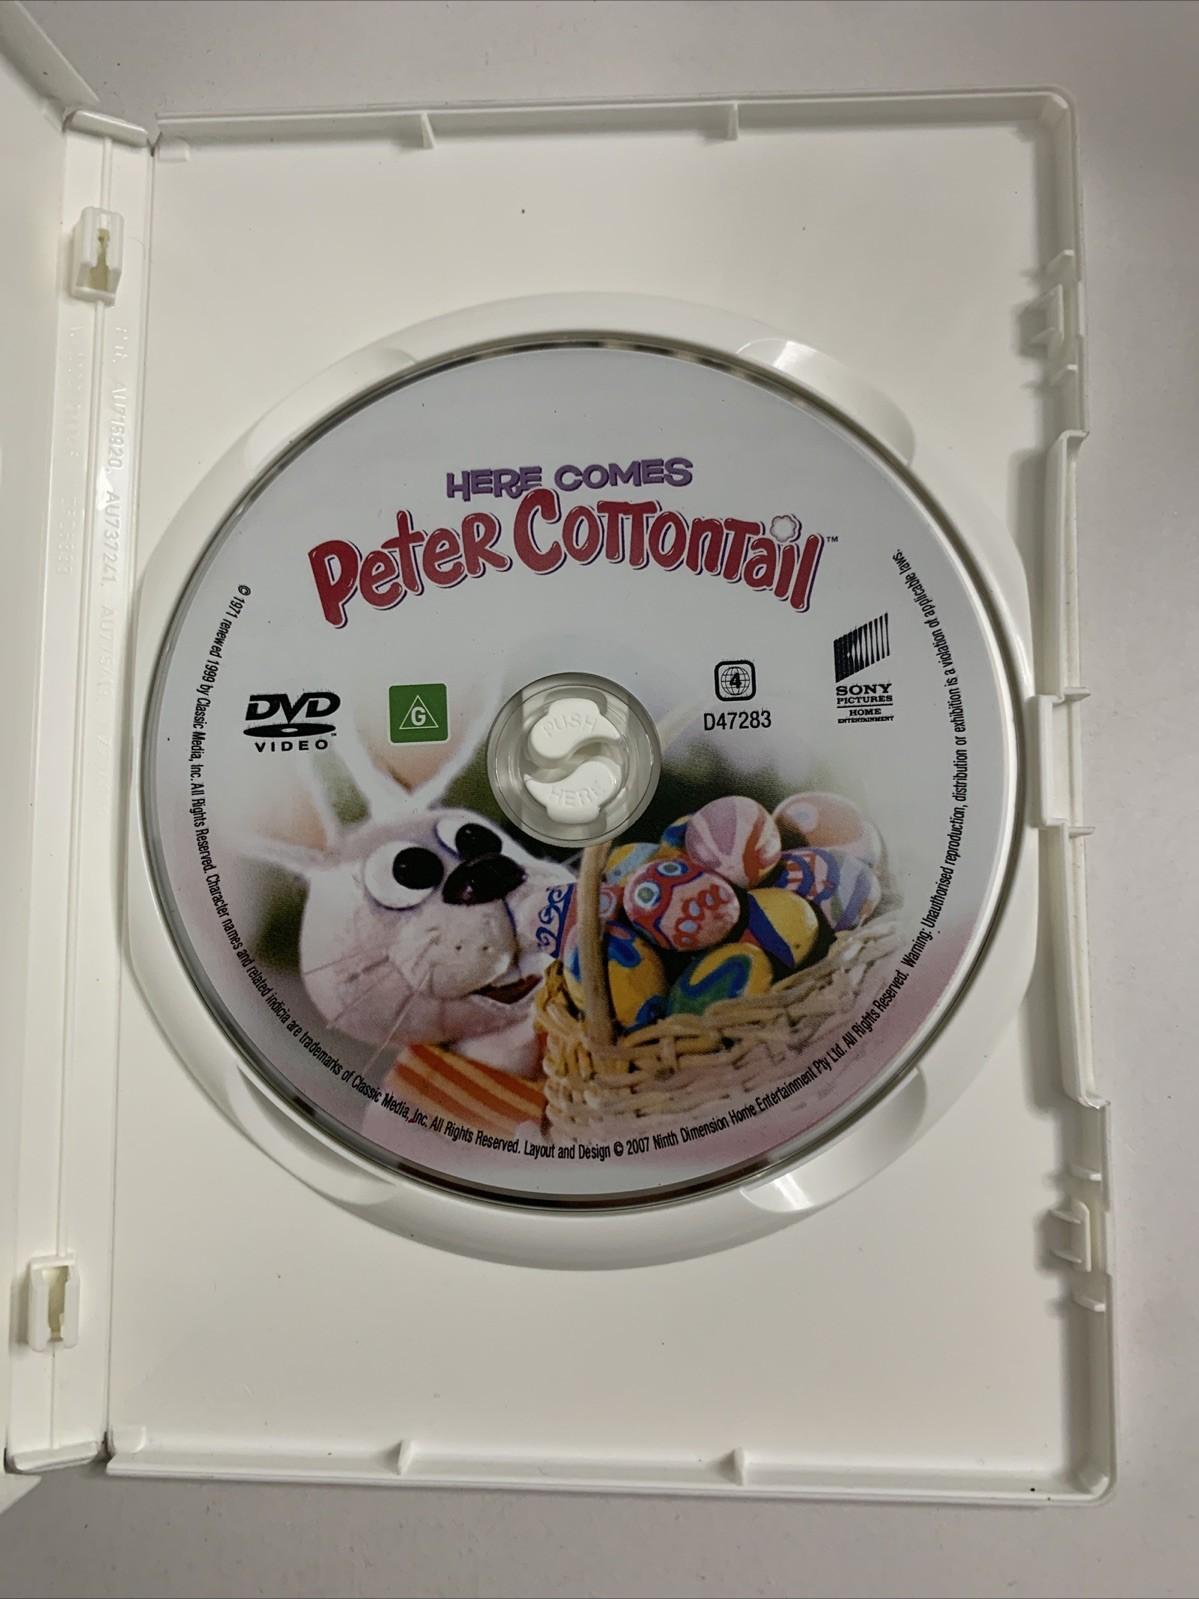 HERE COMES
Peter Cottontail™
DVD
VIDEO™
G
4
D47283
SONY
PICTURES
HOME
ENTERTAINMENT
PUSH
HERE
© 1971 renewed 1999 by Classic Media, Inc. All Rights Reserved. Character names and related indicia are trademarks of Classic Media, Inc. All Rights Reserved. Layout and Design © 2007 Ninth Dimension Home Entertainment Pty Ltd. All Rights Reserved. Warning: Unauthorised reproduction, distribution or exhibition is a violation of applicable laws.
AU737241.